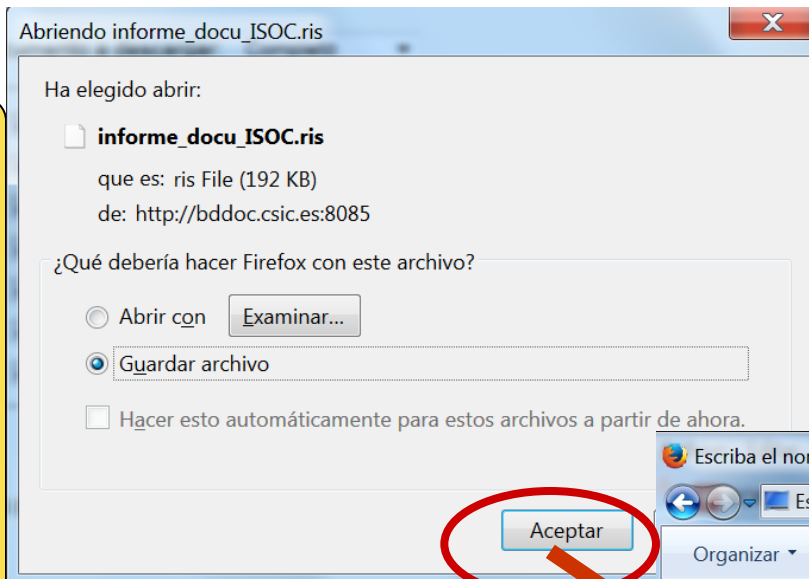 Abriendo informe_docu_ISOC.ris
Ha elegido abrir:
informe_docu_ISOC.ris
que es: ris File (192 KB)
de: http://bddoc.csic.es:8085
¿Qué debería hacer Firefox con este archivo?
Abrir con Examinar...
Guardar archivo
Hacer esto automáticamente para estos archivos a partir de ahora.
Escriba el nor
Es
Aceptar
Organizar